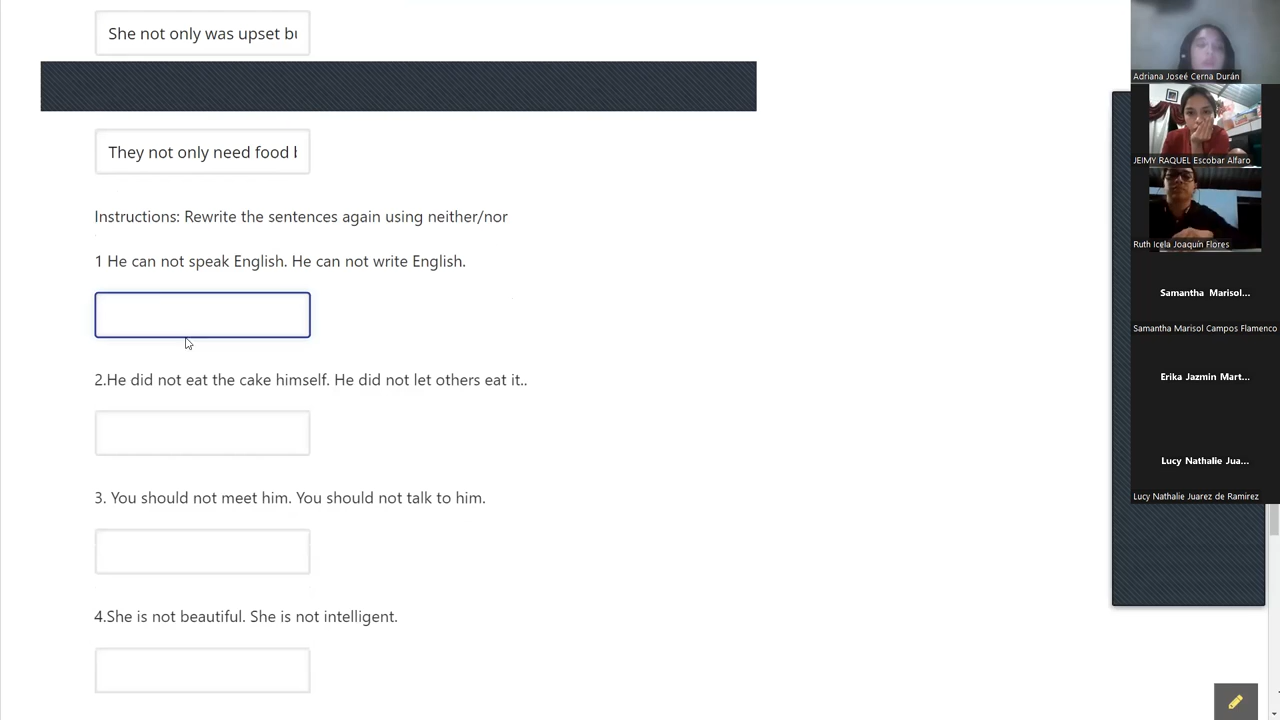 She not only was upset bu
Adriana Joseé Cerna Durán
They not only need food b
JEIMY RAQUEL Escobar Alfaro
Instructions: Rewrite the sentences again using neither/nor
Ruth Icela Joaquín Flores
1 He can not speak English. He can not write English.
Samantha Marisol...
Samantha Marisol Campos Flamenco
2.He did not eat the cake himself. He did not let others eat it..
Erika Jazmin Mart...
Lucy Nathalie Jua...
3. You should not meet him. You should not talk to him.
Lucy Nathalie Juarez de Ramirez
4.She is not beautiful. She is not intelligent.